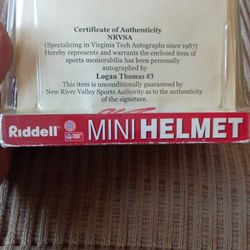 Certificate of Authenticity
NRVSA
(Specializing in Virginia Tech Autographs since 1987)
Hereby represents and warrants the enclosed item of
sports memorabilia has been personally
autographed by
Logan Thomas #3
This item is unconditionally guaranteed by
New River Valley Sports Authority as to the authenticity
of the signature.
Riddell MINI HELMET